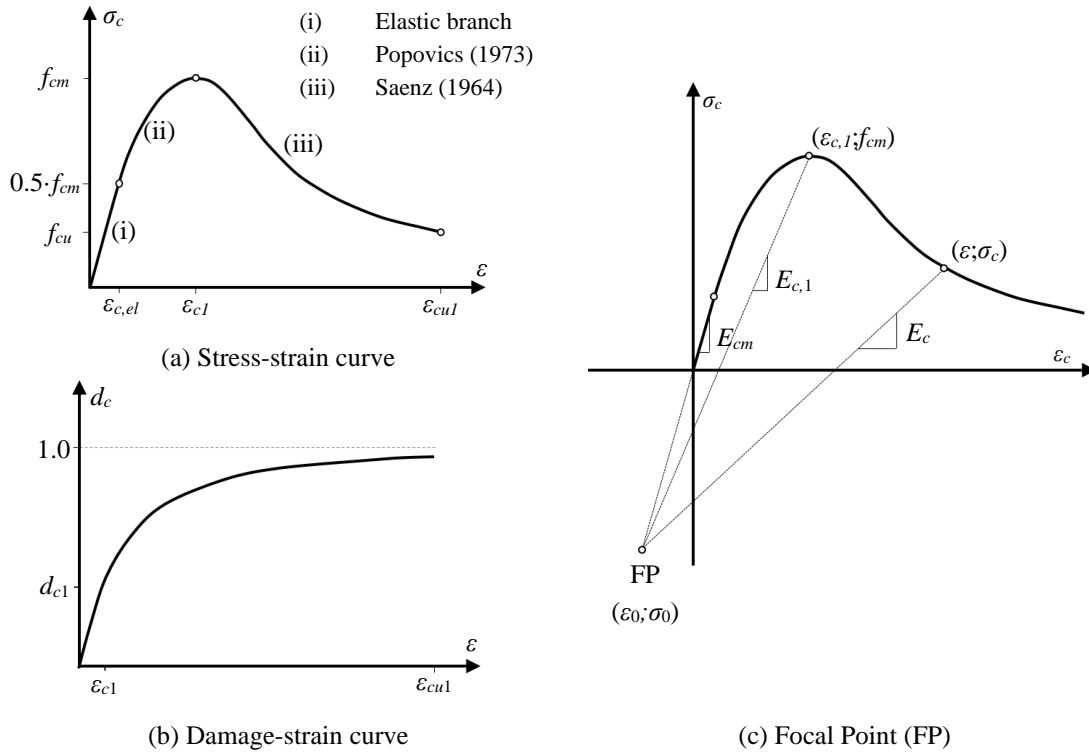 σc
(i) Elastic branch
(ii) Popovics (1973)
(iii) Saenz (1964)
fcm
(ii)
(iii)
0.5·fcm
fcu
(i)
ε
εc,el
εc1
εcu1
(a) Stress-strain curve
dc
1.0
dc1
ε
εc1
εcu1
(b) Damage-strain curve
σc
(εc,1;fcm)
(ε;σc)
Ec,1
Ecm
Ec
εc
FP
(ε0;σ0)
(c) Focal Point (FP)